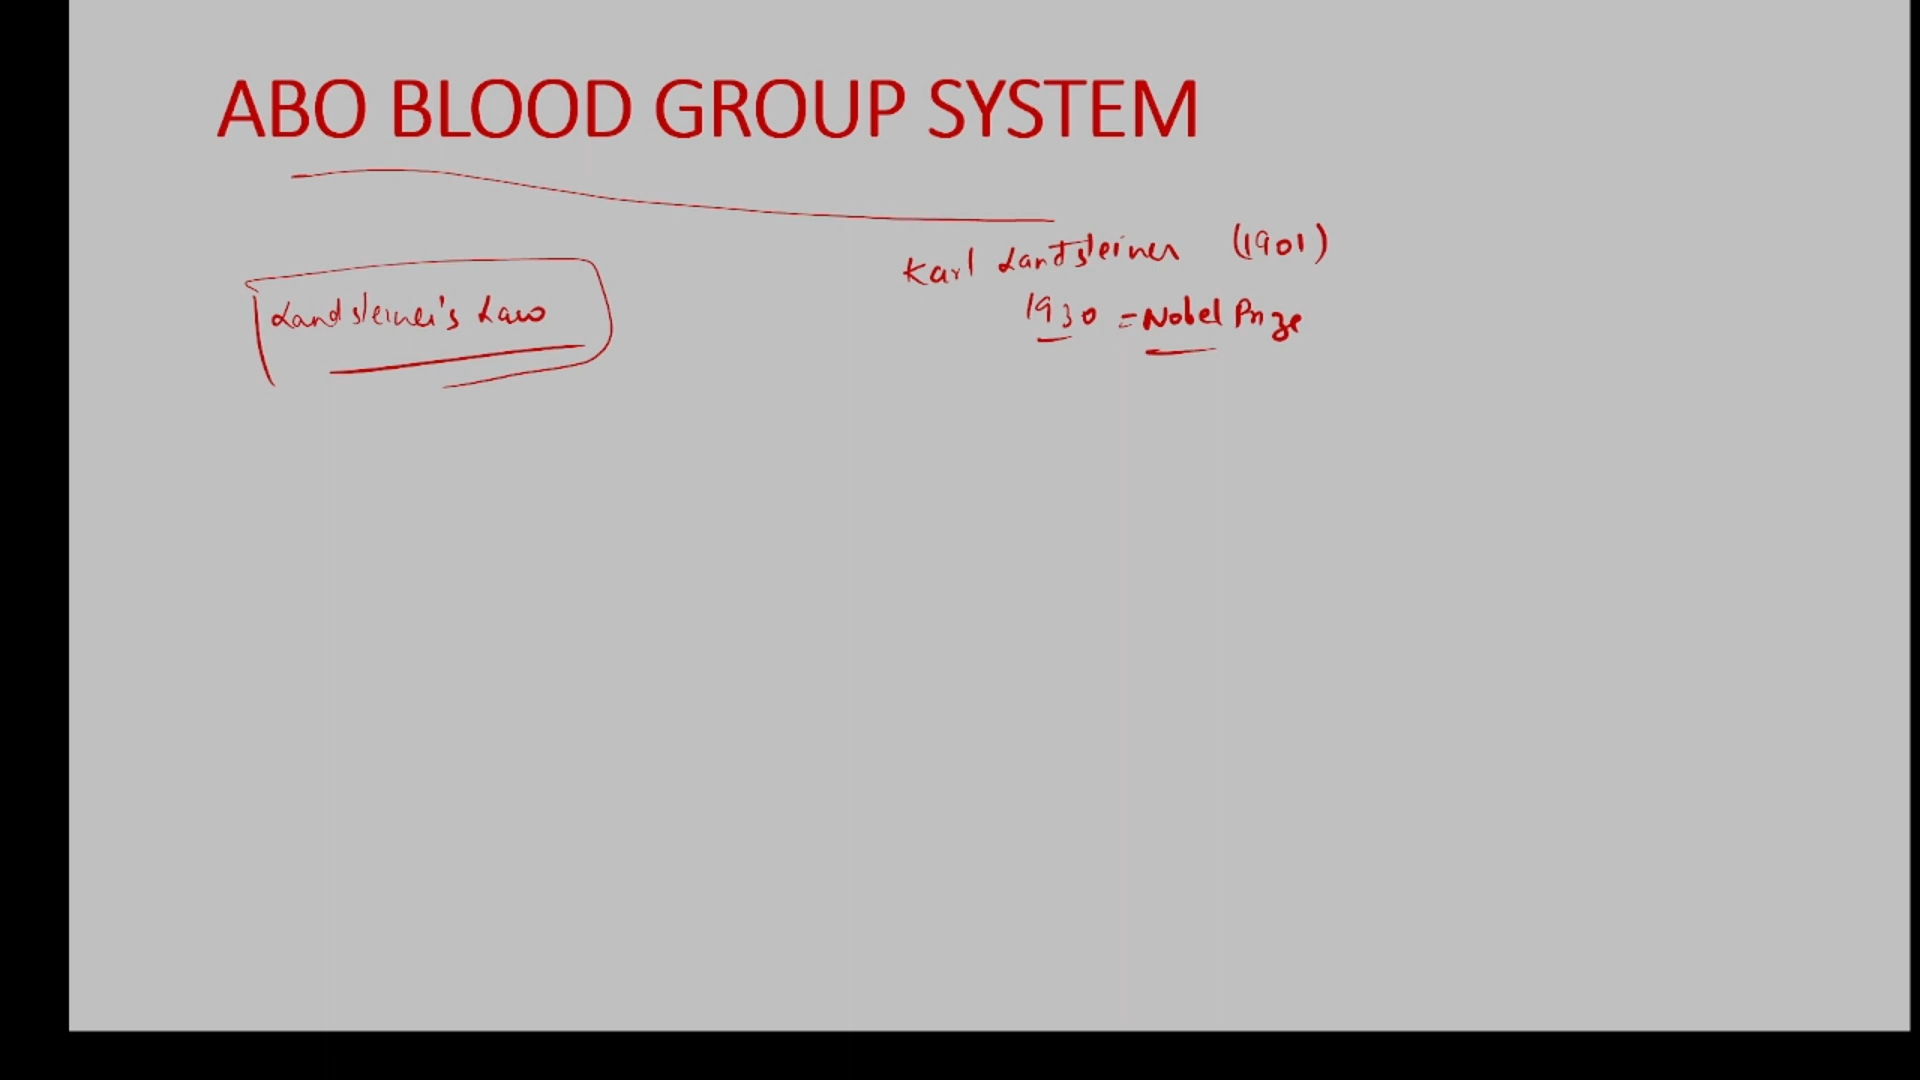 ABO BLOOD GROUP SYSTEM
Karl Landsteiner (1901)
1930 = Nobel Prize
Landsteiner's Law